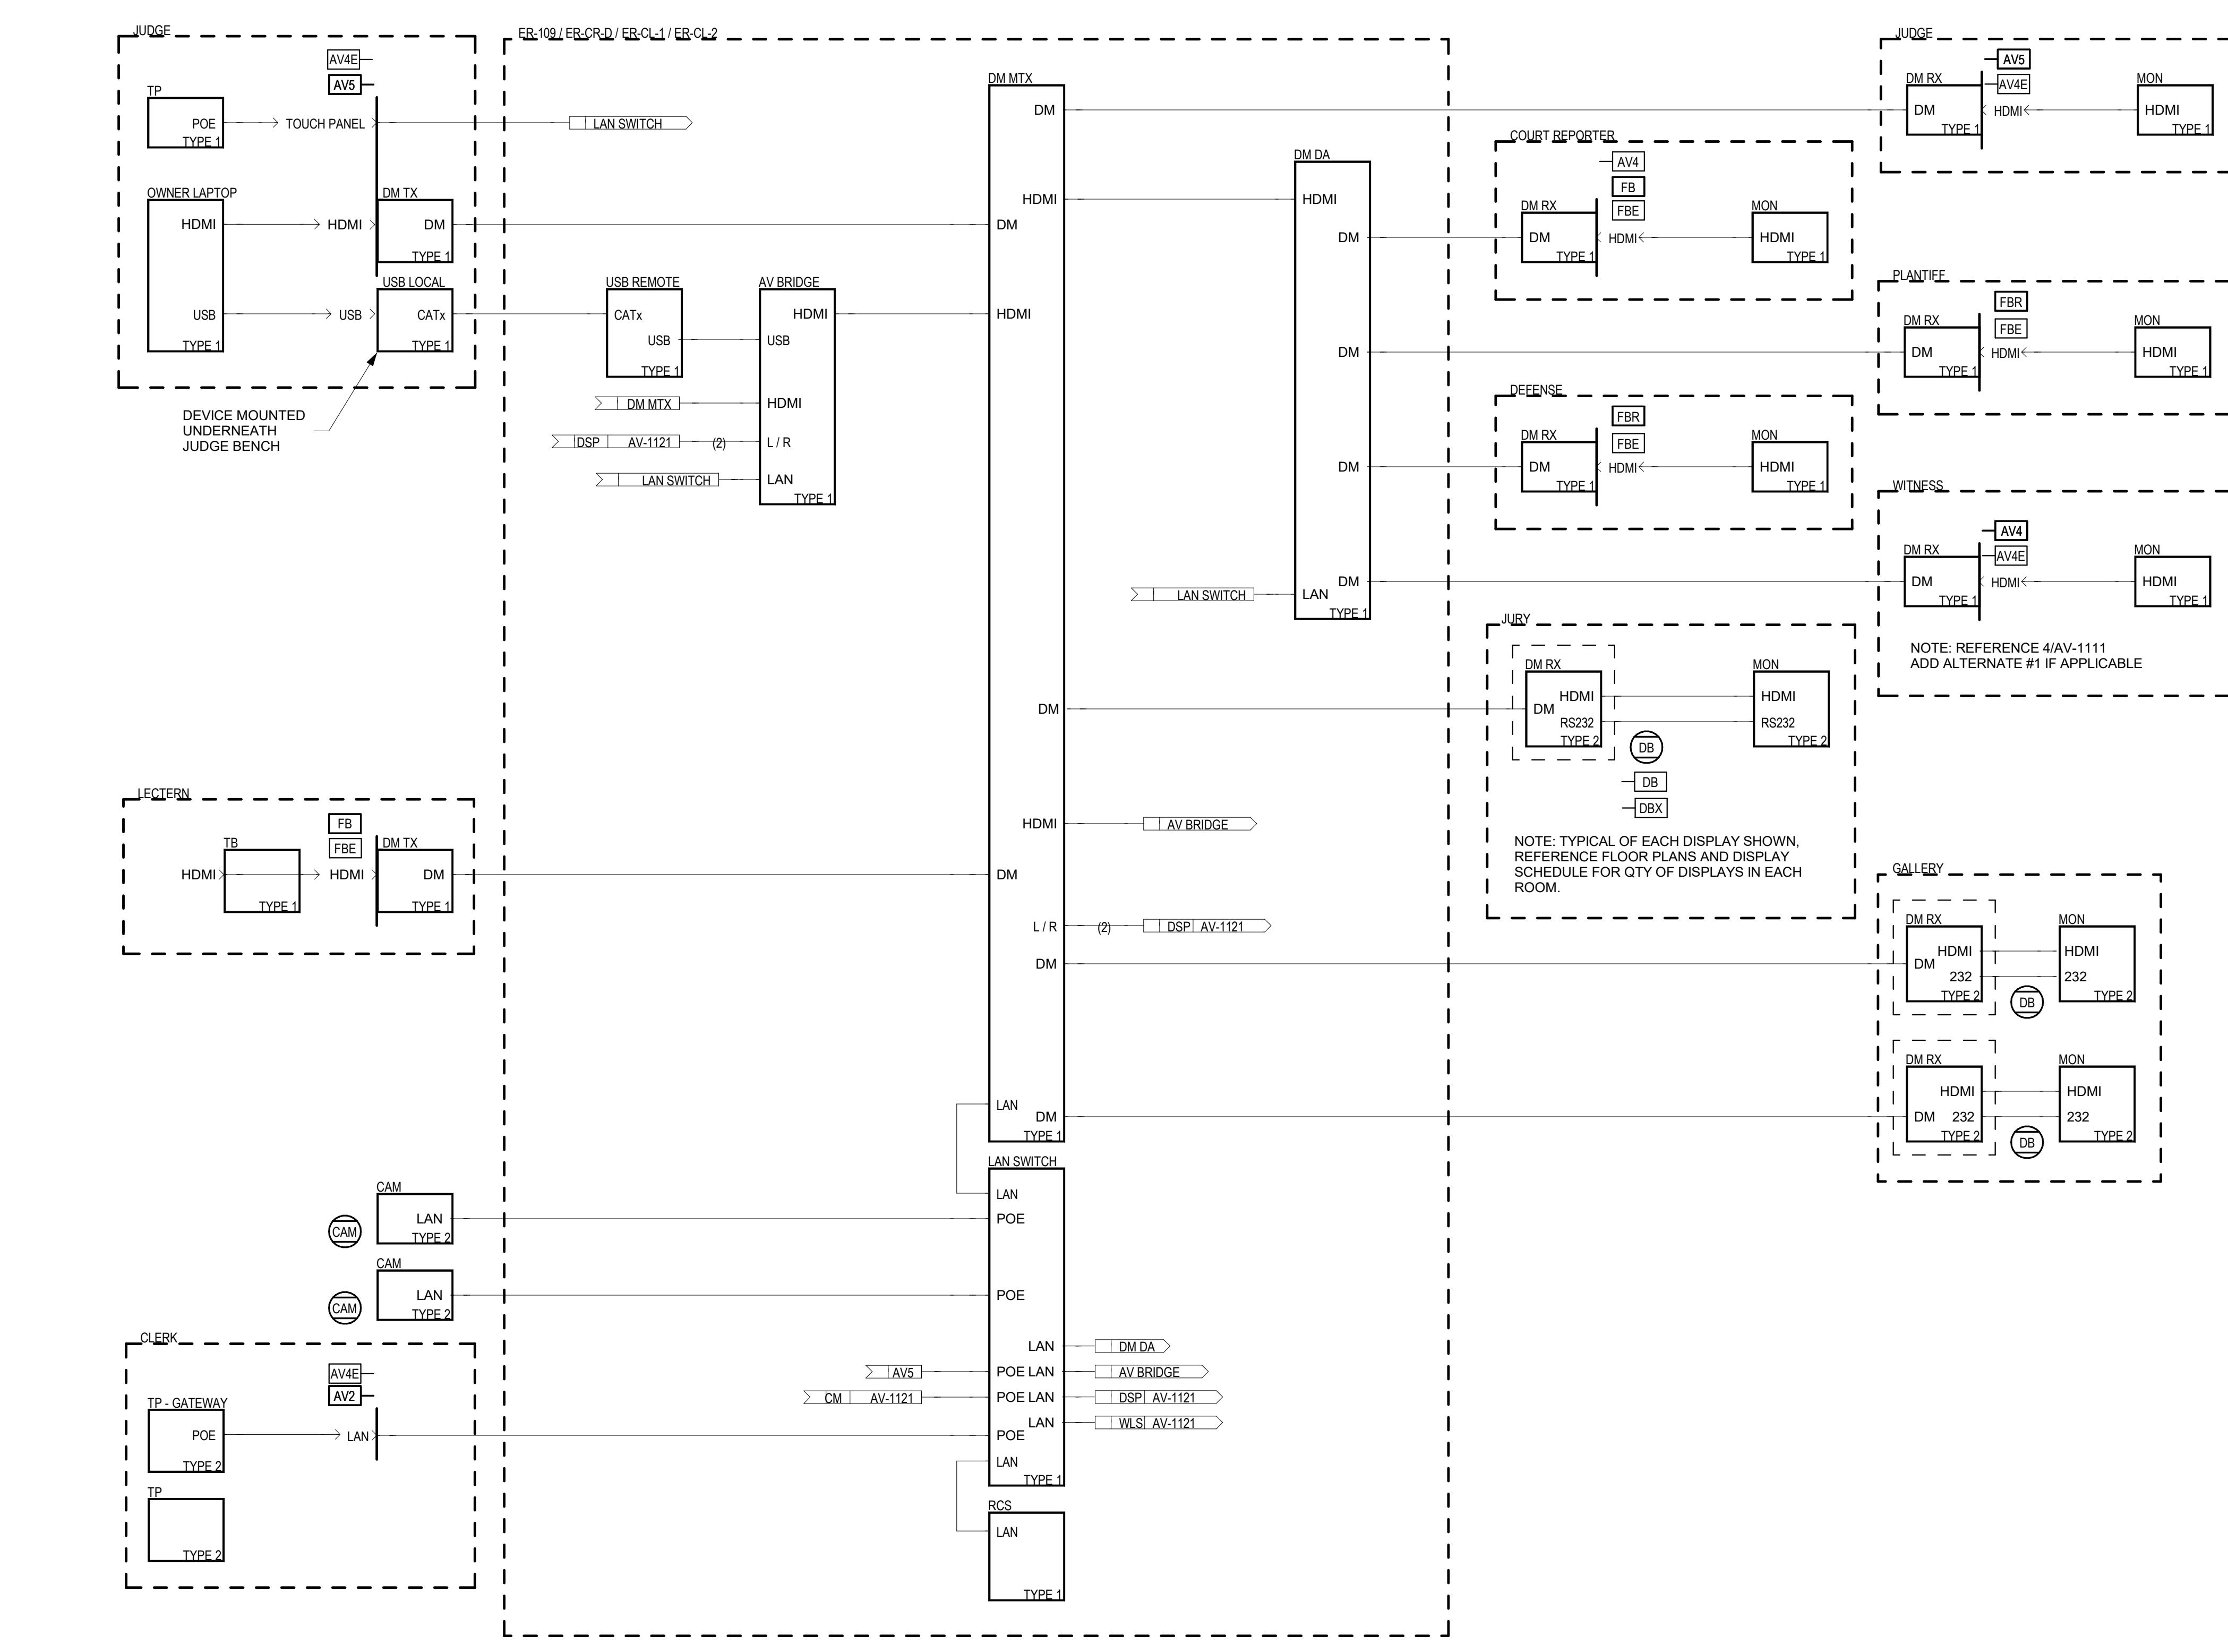 JUDGE
AV4E
AV5
TP
POE
TOUCH PANEL
TYPE 1
OWNER LAPTOP
HDMI
HDMI
USB
USB
TYPE 1
DM TX
DM
TYPE 1
USB LOCAL
CATx
TYPE 1
DEVICE MOUNTED
UNDERNEATH
JUDGE BENCH
LECTERN
FB
FBE
TB
HDMI
HDMI
TYPE 1
DM TX
DM
TYPE 1
CAM
LAN
TYPE 2
CAM
CAM
LAN
TYPE 2
CAM
CLERK
AV4E
AV2
TP - GATEWAY
POE
LAN
TYPE 2
TP
TYPE 2
ER-109 / ER-CR-D / ER-CL-1 / ER-CL-2
LAN SWITCH
USB REMOTE
CATx
USB
TYPE 1
AV BRIDGE
HDMI
USB
HDMI
L / R
LAN
TYPE 1
DM MTX
DSP AV-1121
(2)
LAN SWITCH
DM MTX
DM
HDMI
DM
HDMI
DM
HDMI
AV BRIDGE
DM
L / R
(2)
DSP AV-1121
DM
LAN
DM
TYPE 1
DM DA
HDMI
DM
DM
DM
DM
LAN
TYPE 1
LAN SWITCH
LAN SWITCH
LAN
POE
POE
LAN
DM DA
AV5
POE LAN
AV BRIDGE
CM AV-1121
POE LAN
DSP AV-1121
LAN
WLS AV-1121
POE
LAN
TYPE 1
RCS
LAN
TYPE 1
COURT REPORTER
AV4
FB
FBE
DM RX
DM
TYPE 1
HDMI
MON
HDMI
TYPE 1
DEFENSE
FBR
FBE
DM RX
DM
TYPE 1
HDMI
MON
HDMI
TYPE 1
JURY
DM RX
HDMI
DM
RS232
TYPE 2
MON
HDMI
RS232
TYPE 2
DB
DB
DBX
NOTE: TYPICAL OF EACH DISPLAY SHOWN,
REFERENCE FLOOR PLANS AND DISPLAY
SCHEDULE FOR QTY OF DISPLAYS IN EACH
ROOM.
JUDGE
AV5
AV4E
DM RX
DM
TYPE 1
HDMI
MON
HDMI
TYPE 1
PLANTIFF
FBR
FBE
DM RX
DM
TYPE 1
HDMI
MON
HDMI
TYPE 1
WITNESS
AV4
AV4E
DM RX
DM
TYPE 1
HDMI
MON
HDMI
TYPE 1
NOTE: REFERENCE 4/AV-1111
ADD ALTERNATE #1 IF APPLICABLE
GALLERY
DM RX
HDMI
DM
232
TYPE 2
DB
MON
HDMI
232
TYPE 2
DM RX
HDMI
DM 232
TYPE 2
DB
MON
HDMI
232
TYPE 2